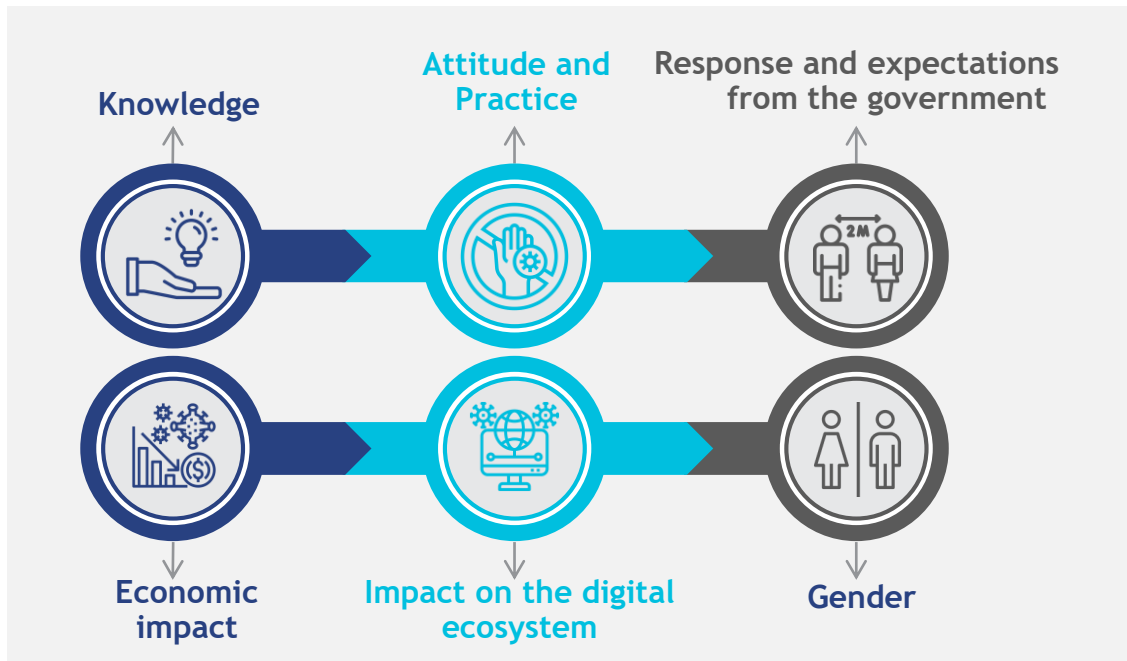 Knowledge
Attitude and
Practice
Response and expectations
from the government
2M
$
Economic
impact
Impact on the digital
ecosystem
Gender